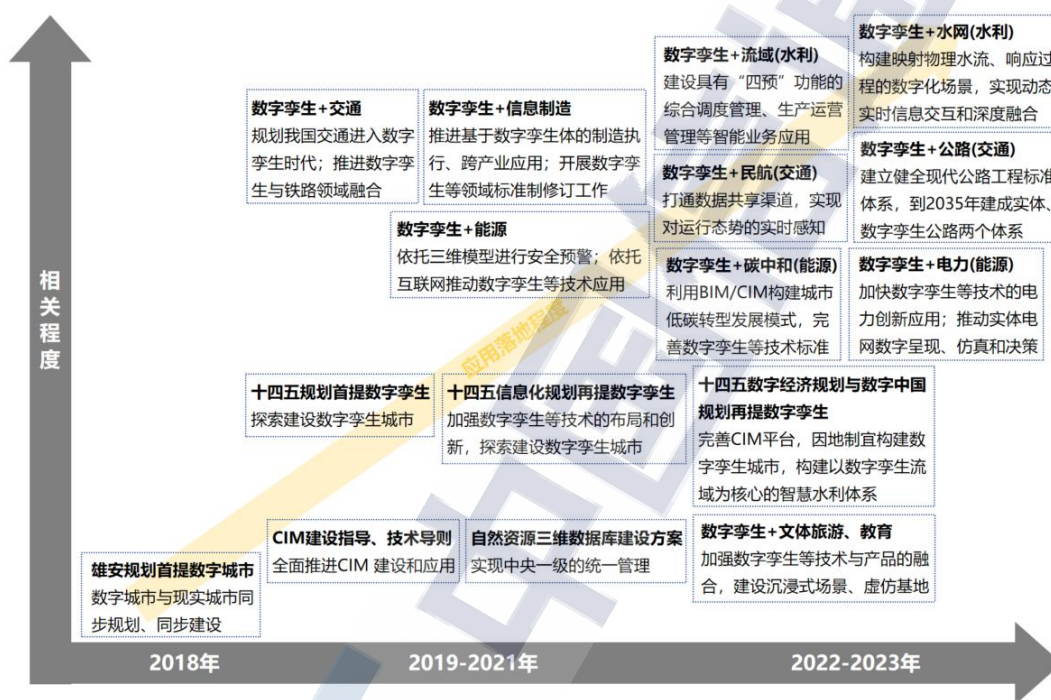 数字孪生+水网(水利)
构建映射物理水流、响应过
程的数字化场景，实现动态
实时信息交互和深度融合
数字孪生+流域(水利)
建设具有“四预”功能的
综合调度管理、生产运营
管理等智能业务应用
数字孪生+交通
规划我国交通进入数字
孪生时代；推进数字孪
生与铁路领域融合
数字孪生+信息制造
推进基于数字孪生体的制造执
行、跨产业应用；开展数字孪
生等领域标准制修订工作
数字孪生+民航(交通)
打通数据共享渠道，实现
对运行态势的实时感知
数字孪生+公路(交通)
建立健全现代公路工程标准
体系，到2035年建成实体、
数字孪生公路两个体系
数字孪生+能源
依托三维模型进行安全预警；依托
互联网推动数字孪生等技术应用
数字孪生+碳中和(能源)
利用BIM/CIM构建城市
低碳转型发展模式，完
善数字孪生等技术标准
数字孪生+电力(能源)
加快数字孪生等技术的电
力创新应用；推动实体电
网数字呈现、仿真和决策
相关程度
应用落地程度
十四五规划首提数字孪生
探索建设数字孪生城市
十四五信息化规划再提数字孪生
加强数字孪生等技术的布局和创
新，探索建设数字孪生城市
十四五数字经济规划与数字中国
规划再提数字孪生
完善CIM平台，因地制宜构建数
字孪生城市，构建以数字孪生流
域为核心的智慧水利体系
CIM建设指导、技术导则
全面推进CIM 建设和应用
自然资源三维数据库建设方案
实现中央一级的统一管理
数字孪生+文体旅游、教育
加强数字孪生等技术与产品的融
合，建设沉浸式场景、虚仿基地
雄安规划首提数字城市
数字城市与现实城市同
步规划、同步建设
2018年
2019-2021年
2022-2023年